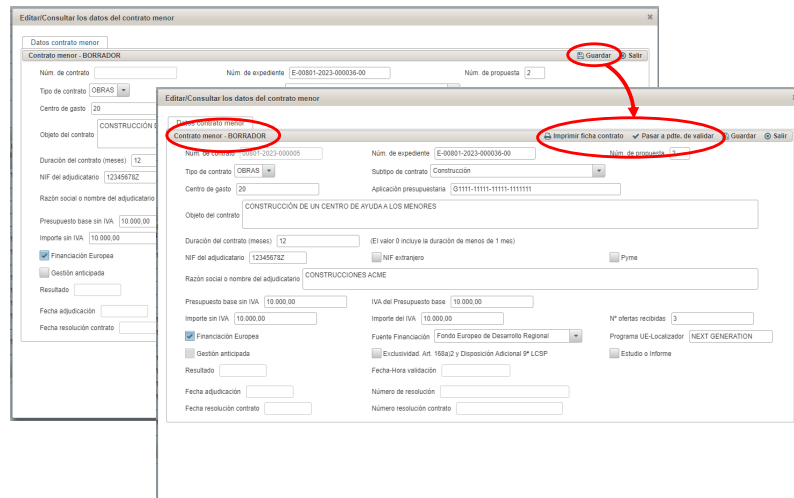 Editar/Consultar los datos del contrato menor
Datos contrato menor
Contrato menor - BORRADOR
Guardar
Salir
Núm. de contrato
Núm. de expediente E-00801-2023-000036-00
Núm. de propuesta 2
Tipo de contrato OBRAS
Centro de gasto 20
Objeto del contrato CONSTRUCCIÓN
Duración del contrato (meses) 12
NIF del adjudicatario 12345678Z
Razón social o nombre del adjudicatario
Presupuesto base sin IVA 10.000,00
Importe sin IVA 10.000,00
Financiación Europea
Gestión anticipada
Resultado
Fecha adjudicación
Fecha resolución contrato
Editar/Consultar los datos del contrato menor
Datos contrato menor
Contrato menor - BORRADOR
Imprimir ficha contrato
Pasar a pdte. de validar
Guardar
Salir
Núm. de contrato 00801-2023-000005
Núm. de expediente E-00801-2023-000036-00
Núm. de propuesta 2
Tipo de contrato OBRAS
Subtipo de contrato Construcción
Centro de gasto 20
Aplicación presupuestaria G1111-11111-11111-1111111
Objeto del contrato CONSTRUCCIÓN DE UN CENTRO DE AYUDA A LOS MENORES
Duración del contrato (meses) 12
(El valor 0 incluye la duración de menos de 1 mes)
NIF del adjudicatario 12345678Z
NIF extranjero
Pyme
Razón social o nombre del adjudicatario CONSTRUCCIONES ACME
Presupuesto base sin IVA 10.000,00
IVA del Presupuesto base 10.000,00
Importe sin IVA 10.000,00
Importe del IVA 10.000,00
Nº ofertas recibidas 3
Financiación Europea
Fuente Financiación Fondo Europeo de Desarrollo Regional
Programa UE-Localizador NEXT GENERATION
Gestión anticipada
Exclusividad. Art. 168a)2 y Disposición Adicional 9ª LCSP
Estudio o Informe
Resultado
Fecha-Hora validación
Fecha adjudicación
Número de resolución
Fecha resolución contrato
Número resolución contrato